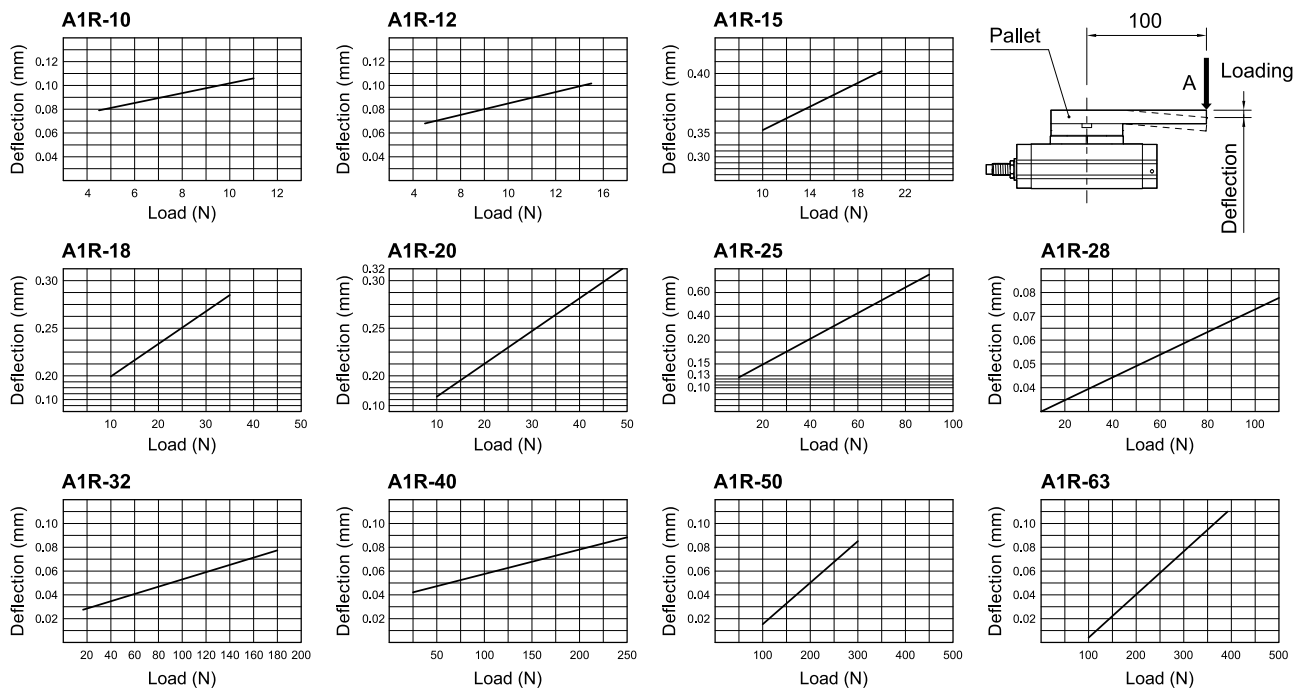 A1R-10
Deflection (mm)
0.12
0.10
0.08
0.06
0.04
4 6 8 10 12
Load (N)
A1R-12
Deflection (mm)
0.12
0.10
0.08
0.06
0.04
4 6 8 10 12 16
Load (N)
A1R-15
Deflection (mm)
0.40
0.35
0.30
10 14 18 20 22
Load (N)
100
Pallet
A
Loading
Deflection
A1R-18
Deflection (mm)
0.30
0.25
0.20
0.10
10 20 30 40 50
Load (N)
A1R-20
Deflection (mm)
0.32
0.30
0.25
0.20
0.10
10 20 30 40 50
Load (N)
A1R-25
Deflection (mm)
0,60
0.40
0.20
0.15
0.13
0.10
20 40 60 80 100
Load (N)
A1R-28
Deflection (mm)
0.08
0.07
0.06
0.05
0.04
20 40 60 80 100
Load (N)
A1R-32
Deflection (mm)
0.10
0.08
0.06
0.04
0.02
20 40 60 80 100 120 140 160 180 200
Load (N)
A1R-40
Deflection (mm)
0.10
0.08
0.06
0.04
0.02
50 100 150 200 250
Load (N)
A1R-50
Deflection (mm)
0.10
0.08
0.06
0.04
0.02
100 200 300 400 500
Load (N)
A1R-63
Deflection (mm)
0.10
0.08
0.06
0.04
0.02
100 200 300 400 500
Load (N)